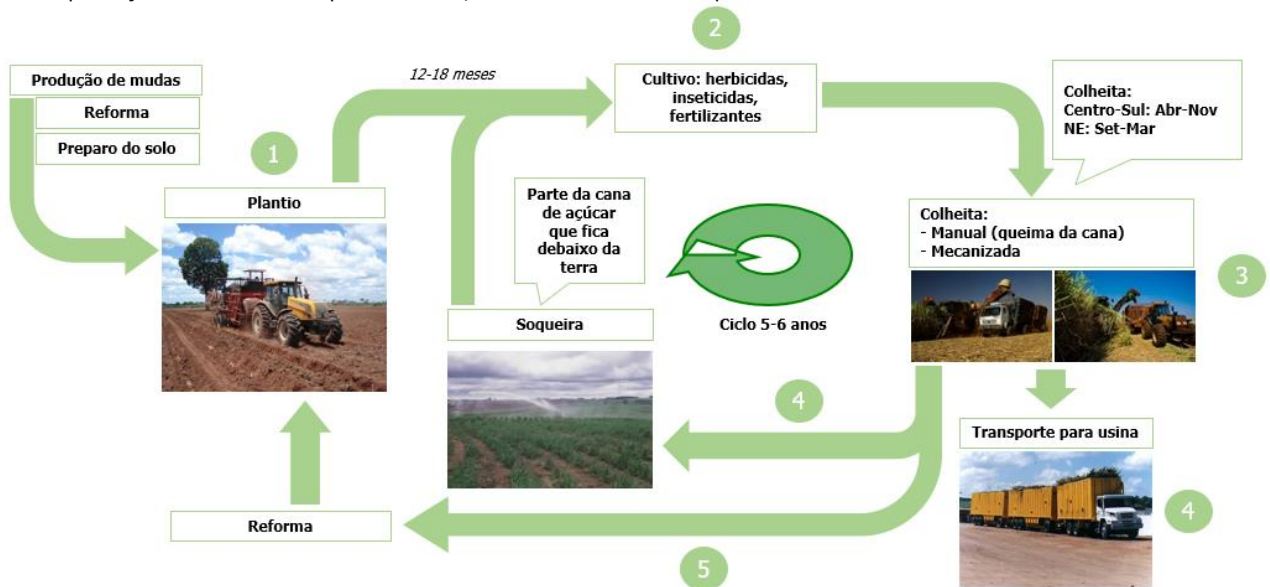 2
Produção de mudas
Reforma
Preparo do solo
1
12-18 meses
Cultivo: herbicidas,
inseticidas,
fertilizantes
Colheita:
Centro-Sul: Abr-Nov
NE: Set-Mar
Plantio
Parte da cana
de açúcar
que fica
debaixo da
terra
Colheita:
- Manual (queima da cana)
- Mecanizada
3
Soqueira
Ciclo 5-6 anos
4
Transporte para usina
4
Reforma
5